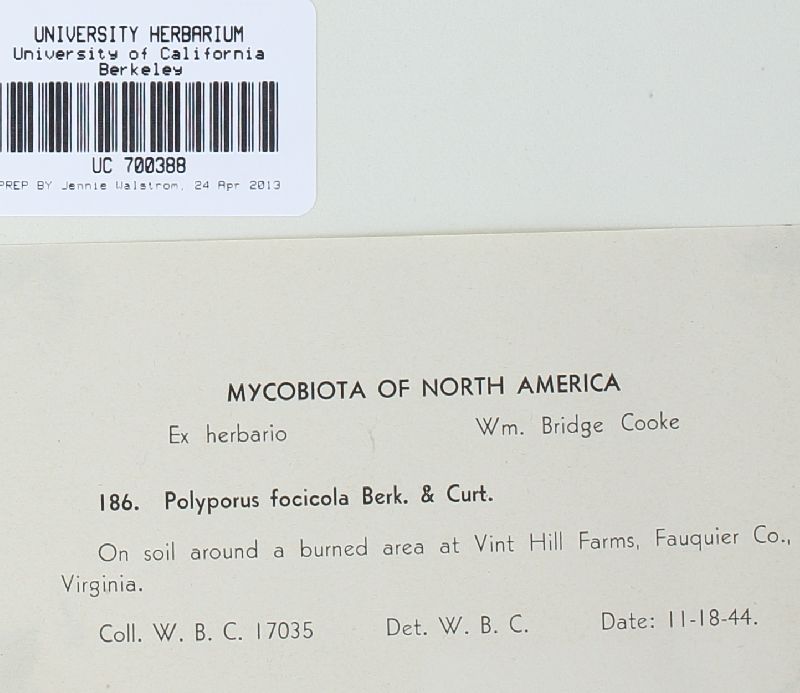 UNIVERSITY HERBARIUM
University of California
Berkeley
UC 700388
PREP BY Jennie Walstrom, 24 Apr 2013
MYCOBIOTA OF NORTH AMERICA
Ex herbario Wm. Bridge Cooke
186. Polyporus focicola Berk. & Curt.
On soil around a burned area at Vint Hill Farms, Fauquier Co.,
Virginia.
Coll. W. B. C. 17035 Det. W. B. C. Date: 11-18-44.